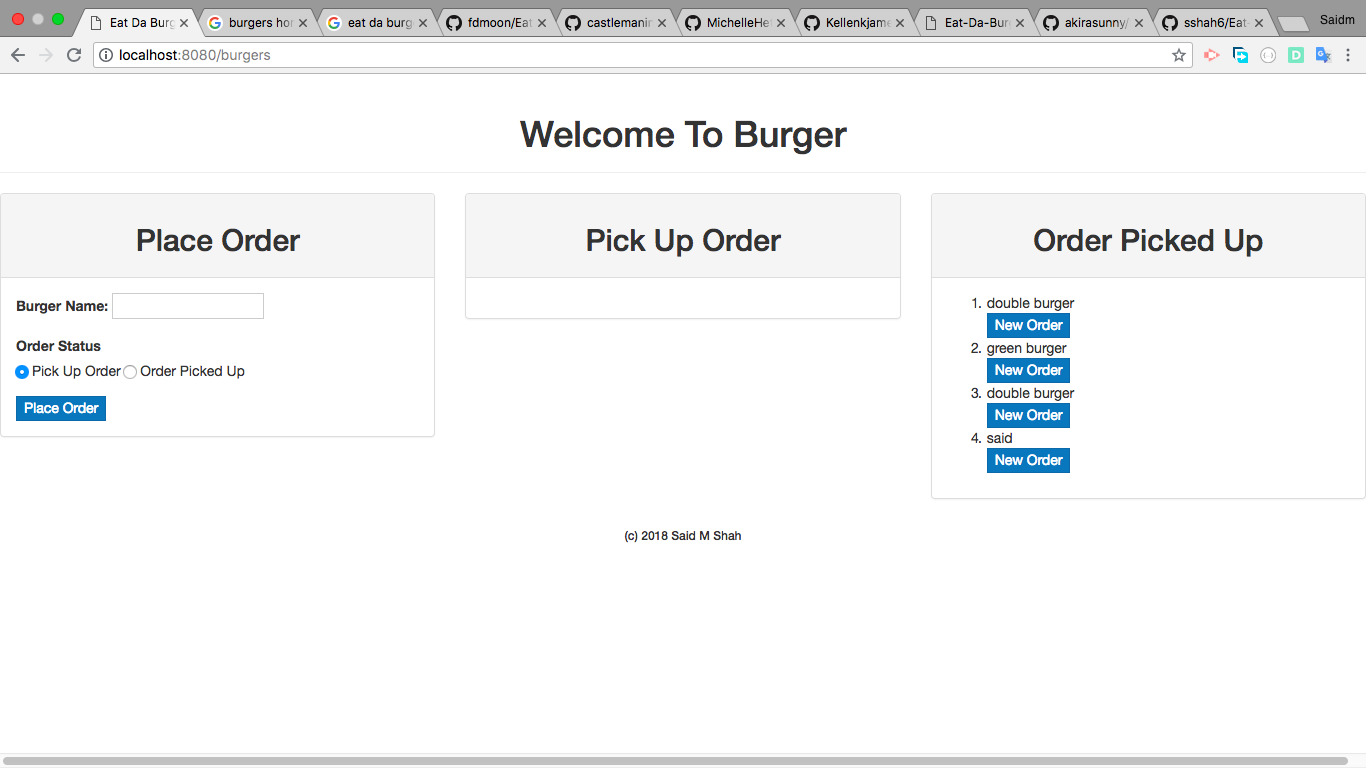 Eat Da Burg
burgers hon
eat da burg
fdmoon/Eat
castlemanin
MichelleHe
Kellenkjame
Eat-Da-Bur
akirasunny/
sshah6/Eat-
Saidm
localhost:8080/burgers
Welcome To Burger
Place Order
Burger Name:
Order Status
Pick Up Order Order Picked Up
Place Order
Pick Up Order
Order Picked Up
1. double burger
New Order
2. green burger
New Order
3. double burger
New Order
4. said
New Order
(c) 2018 Said M Shah